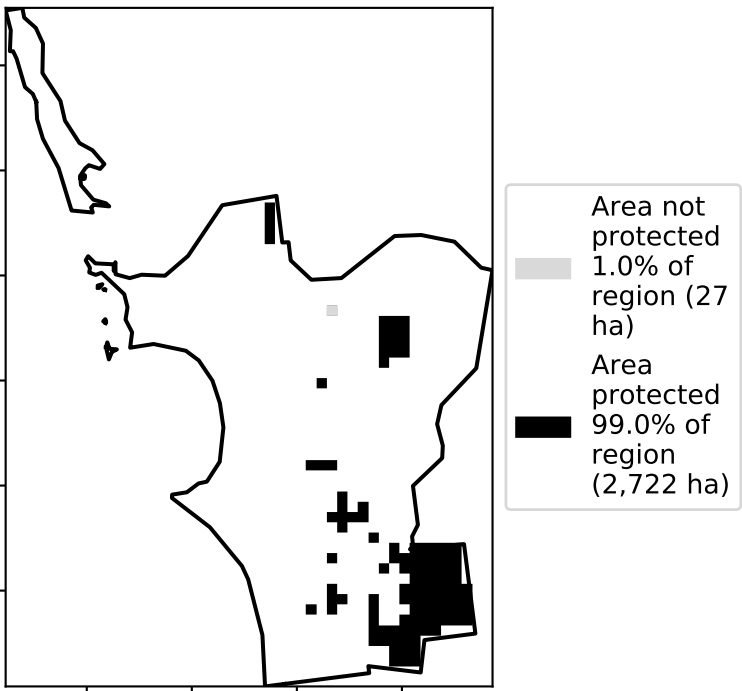 Area not
protected
1.0% of
region (27
ha)
Area
protected
99.0% of
region
(2,722 ha)